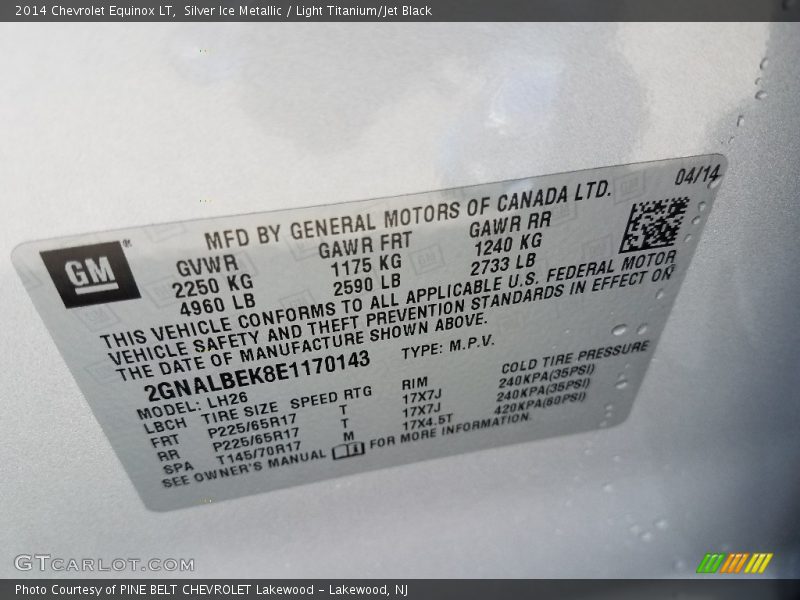 2014 Chevrolet Equinox LT,  Silver Ice Metallic / Light Titanium/Jet Black
04/14
MFD BY GENERAL MOTORS OF CANADA LTD.
GM ®
GVWR GAWR FRT GAWR RR
2250 KG 1175 KG 1240 KG
4960 LB 2590 LB 2733 LB
THIS VEHICLE CONFORMS TO ALL APPLICABLE U.S. FEDERAL MOTOR
VEHICLE SAFETY AND THEFT PREVENTION STANDARDS IN EFFECT ON
THE DATE OF MANUFACTURE SHOWN ABOVE.
2GNALBEK8E1170143 TYPE: M.P.V.
MODEL: LH26
LBCH TIRE SIZE SPEED RTG RIM COLD TIRE PRESSURE
FRT P225/65R17 T 17X7J 240KPA(35PSI)
RR P225/65R17 T 17X7J 240KPA(35PSI)
SPA T145/70R17 M 17X4.5T 420KPA(60PSI)
SEE OWNER'S MANUAL FOR MORE INFORMATION.
GTCARLOT.COM
Photo Courtesy of PINE BELT CHEVROLET Lakewood - Lakewood, NJ